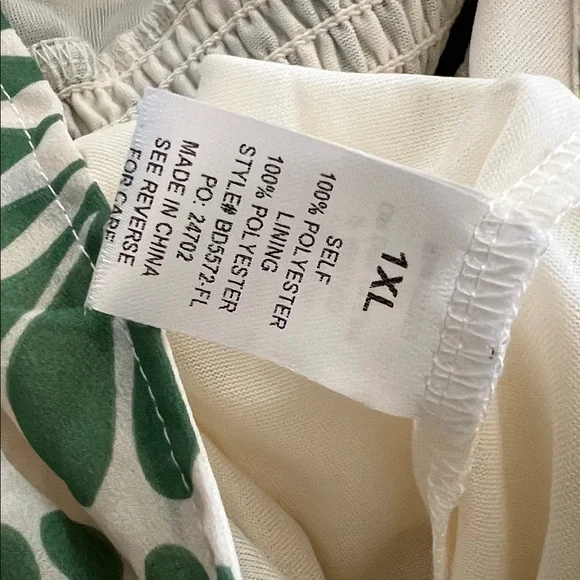 1XL
SELF
100% POLYESTER
LINING
100% POLYESTER
STYLE# BD5572-FL
PO: 24702
MADE IN CHINA
SEE REVERSE
FOR CARE